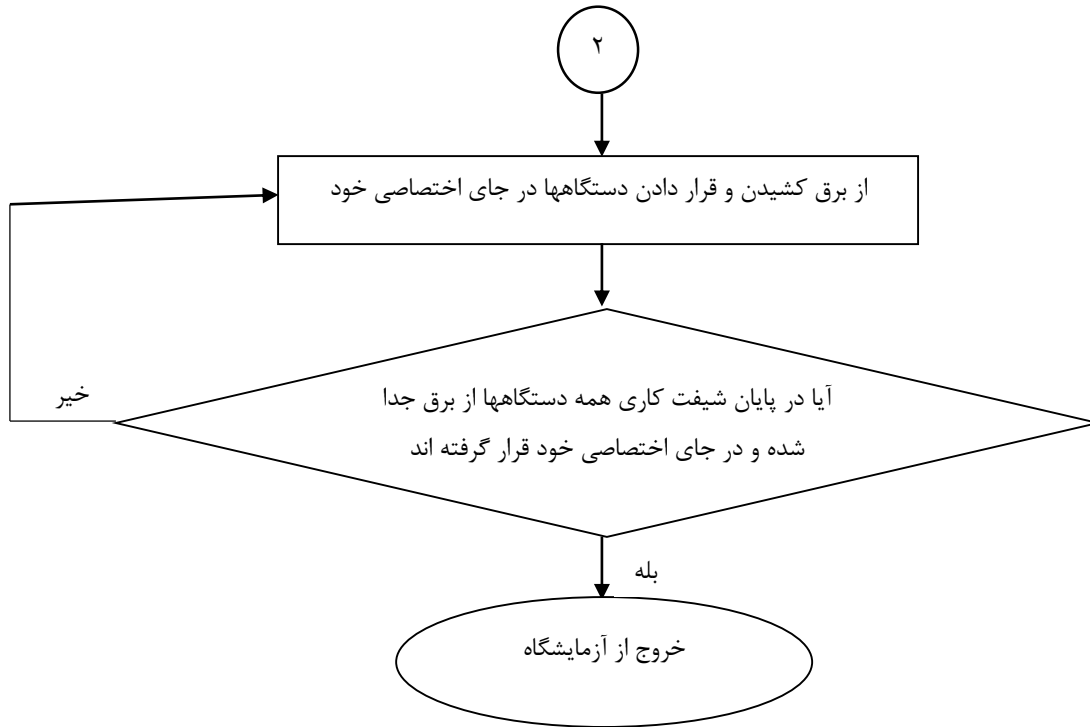 ۲
از برق کشیدن و قرار دادن دستگاهها در جای اختصاصی خود
خیر
آیا در پایان شیفت کاری همه دستگاهها از برق جدا
شده و در جای اختصاصی خود قرار گرفته اند
بله
خروج از آزمایشگاه